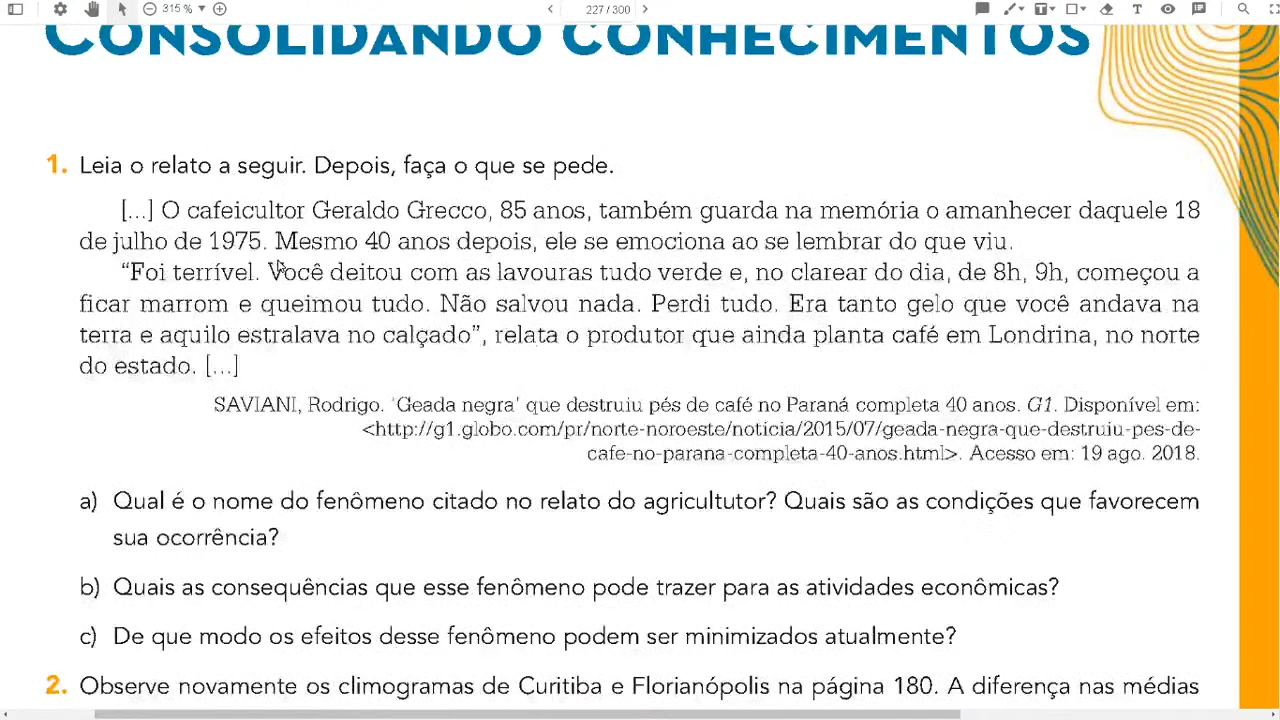 315 %
227 / 300
CONSOLIDANDO CONHECIMENTOS
1. Leia o relato a seguir. Depois, faça o que se pede.
[...] O cafeicultor Geraldo Grecco, 85 anos, também guarda na memória o amanhecer daquele 18
de julho de 1975. Mesmo 40 anos depois, ele se emociona ao se lembrar do que viu.
“Foi terrível. Você deitou com as lavouras tudo verde e, no clarear do dia, de 8h, 9h, começou a
ficar marrom e queimou tudo. Não salvou nada. Perdi tudo. Era tanto gelo que você andava na
terra e aquilo estralava no calçado”, relata o produtor que ainda planta café em Londrina, no norte
do estado. [...]
SAVIANI, Rodrigo. ‘Geada negra’ que destruiu pés de café no Paraná completa 40 anos. G1. Disponível em:
<http://g1.globo.com/pr/norte-noroeste/noticia/2015/07/geada-negra-que-destruiu-pes-de-
cafe-no-parana-completa-40-anos.html>. Acesso em: 19 ago. 2018.
a) Qual é o nome do fenômeno citado no relato do agricultutor? Quais são as condições que favorecem
sua ocorrência?
b) Quais as consequências que esse fenômeno pode trazer para as atividades econômicas?
c) De que modo os efeitos desse fenômeno podem ser minimizados atualmente?
2. Observe novamente os climogramas de Curitiba e Florianópolis na página 180. A diferença nas médias